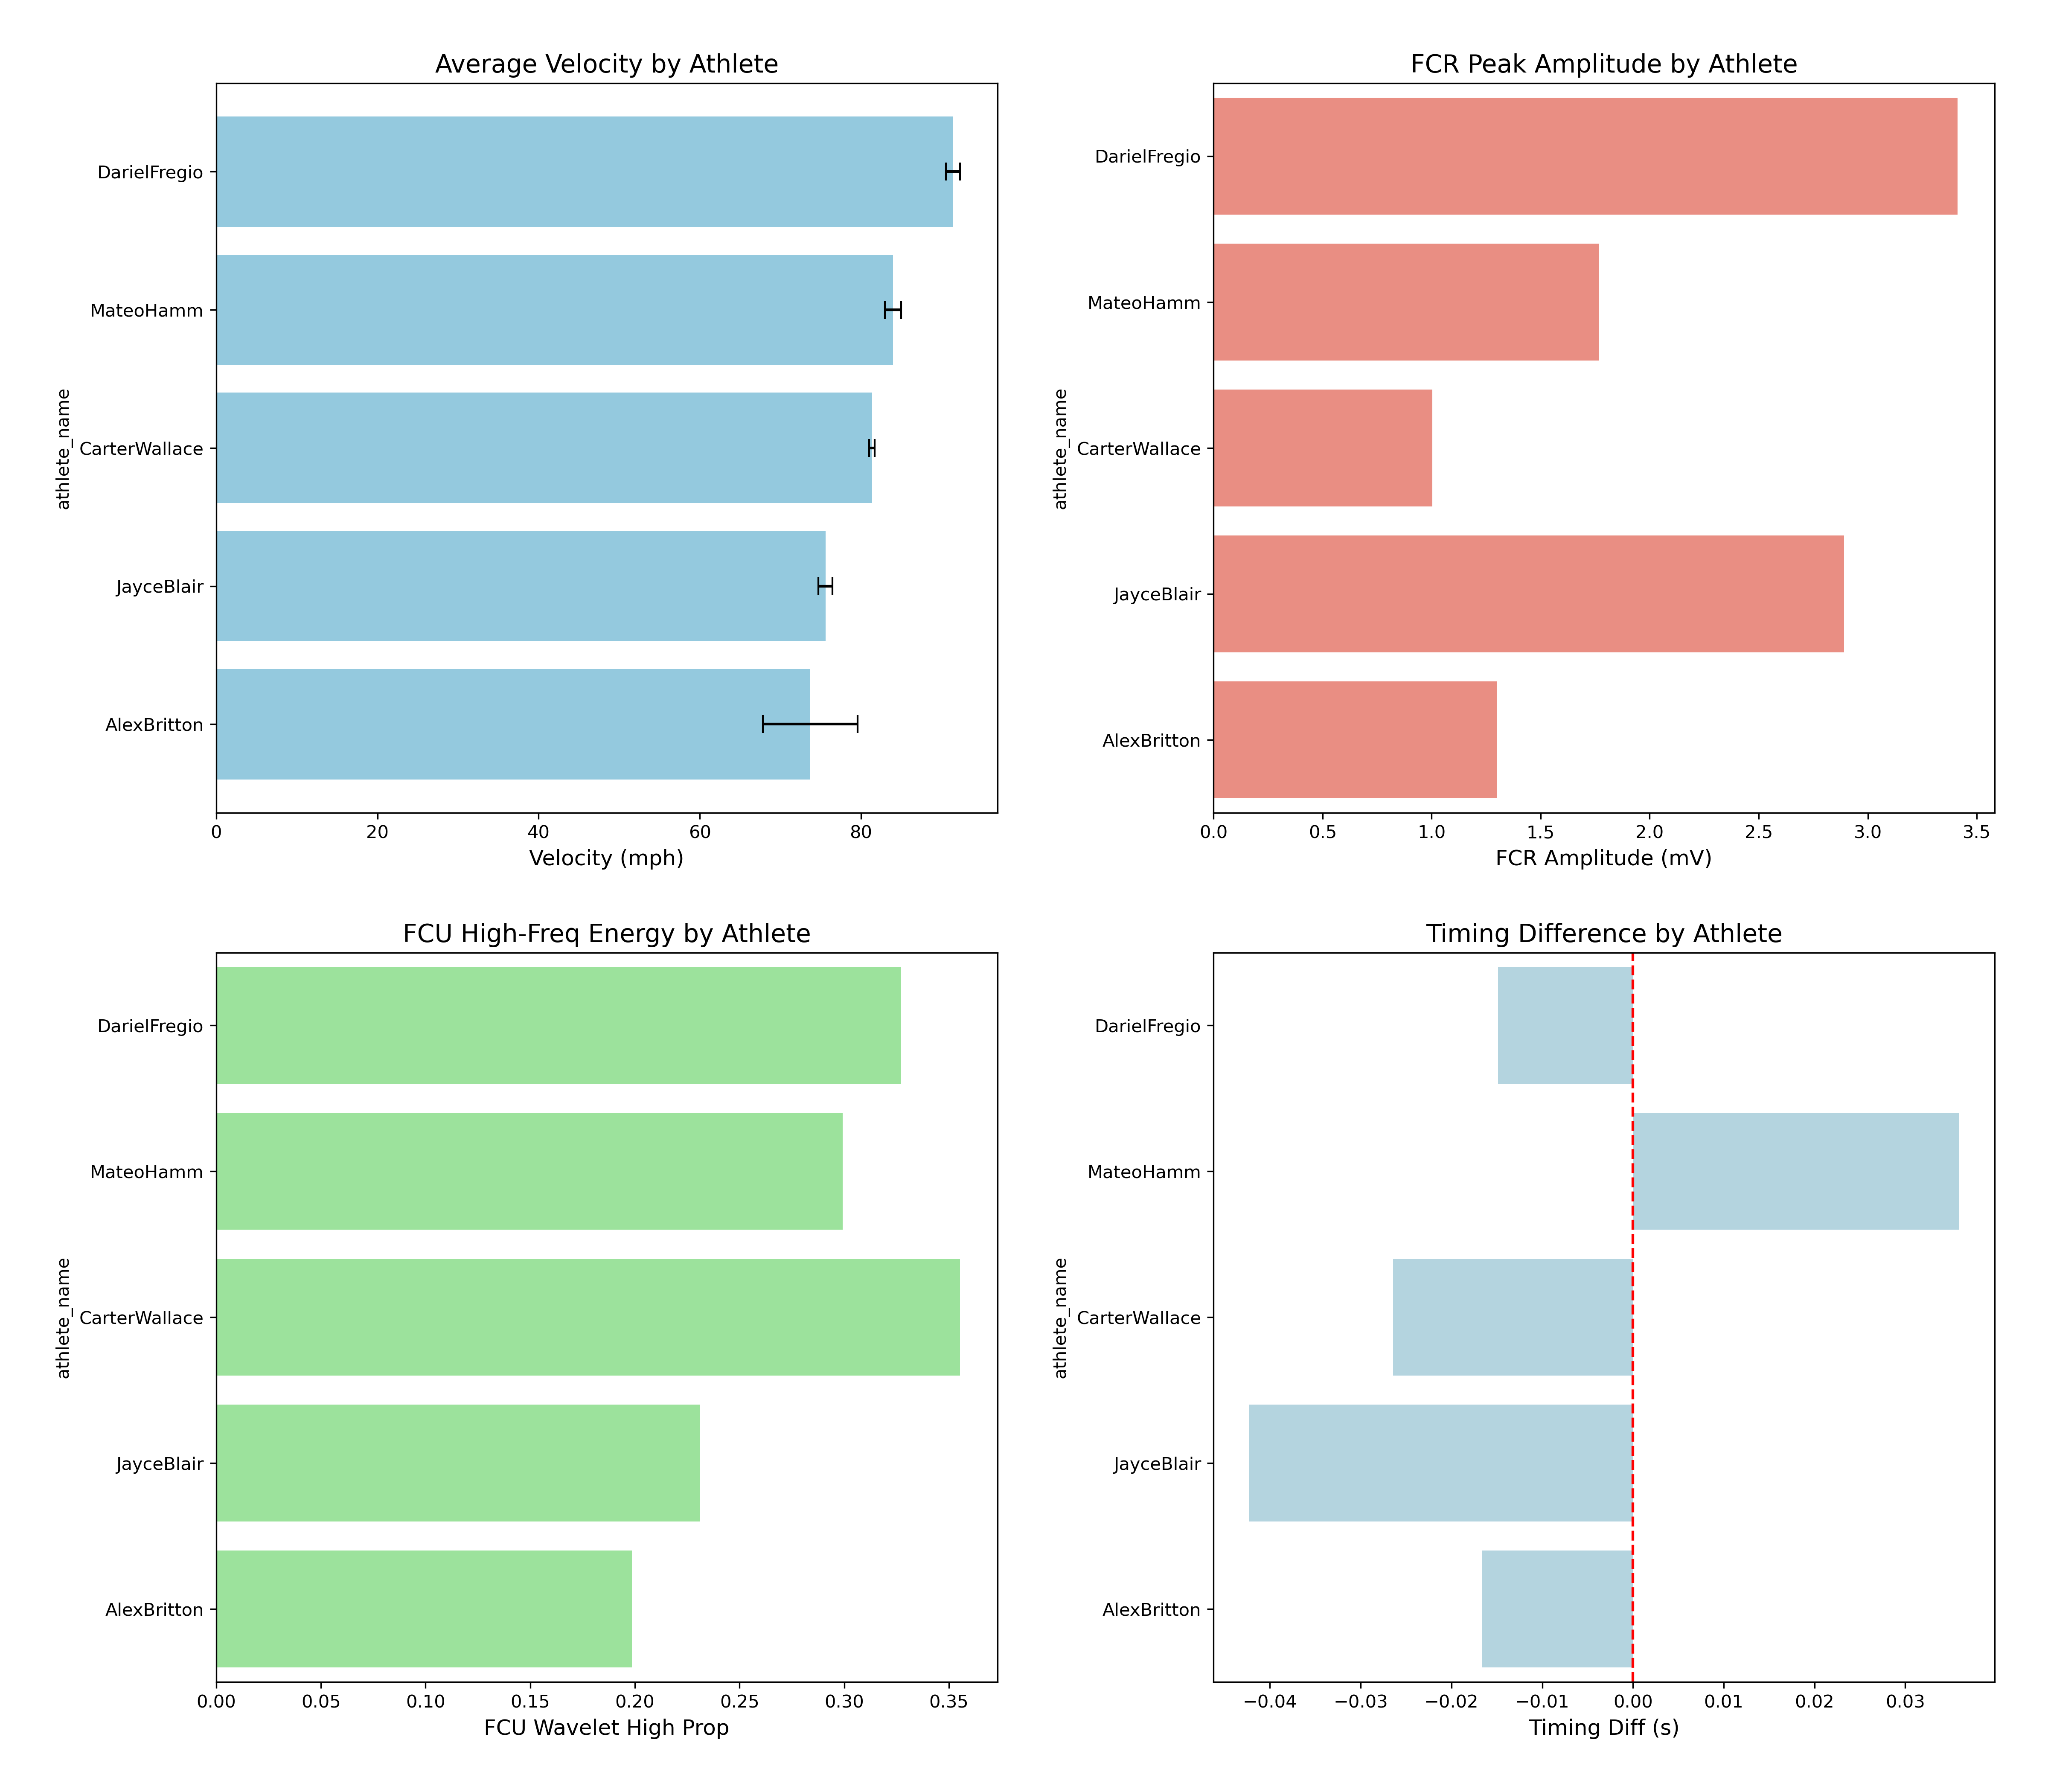 Average Velocity by Athlete
athlete_name
DarielFregio
MateoHamm
CarterWallace
JayceBlair
AlexBritton
0 20 40 60 80
Velocity (mph)
FCR Peak Amplitude by Athlete
athlete_name
DarielFregio
MateoHamm
CarterWallace
JayceBlair
AlexBritton
0.0 0.5 1.0 1.5 2.0 2.5 3.0 3.5
FCR Amplitude (mV)
FCU High-Freq Energy by Athlete
athlete_name
DarielFregio
MateoHamm
CarterWallace
JayceBlair
AlexBritton
0.00 0.05 0.10 0.15 0.20 0.25 0.30 0.35
FCU Wavelet High Prop
Timing Difference by Athlete
athlete_name
DarielFregio
MateoHamm
CarterWallace
JayceBlair
AlexBritton
−0.04 −0.03 −0.02 −0.01 0.00 0.01 0.02 0.03
Timing Diff (s)